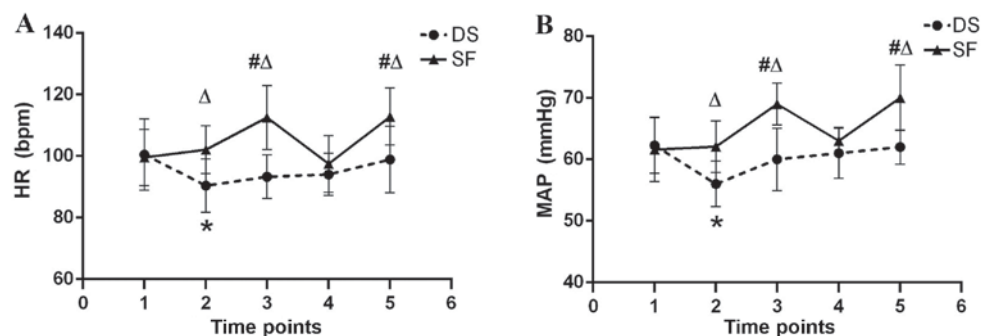 A
DS
SF
HR (bpm)
140
120
100
80
60
Δ
#Δ
#Δ
*
0
1
2
3
4
5
6
Time points
B
DS
SF
MAP (mmHg)
80
70
60
50
40
Δ
#Δ
#Δ
*
0
1
2
3
4
5
6
Time points